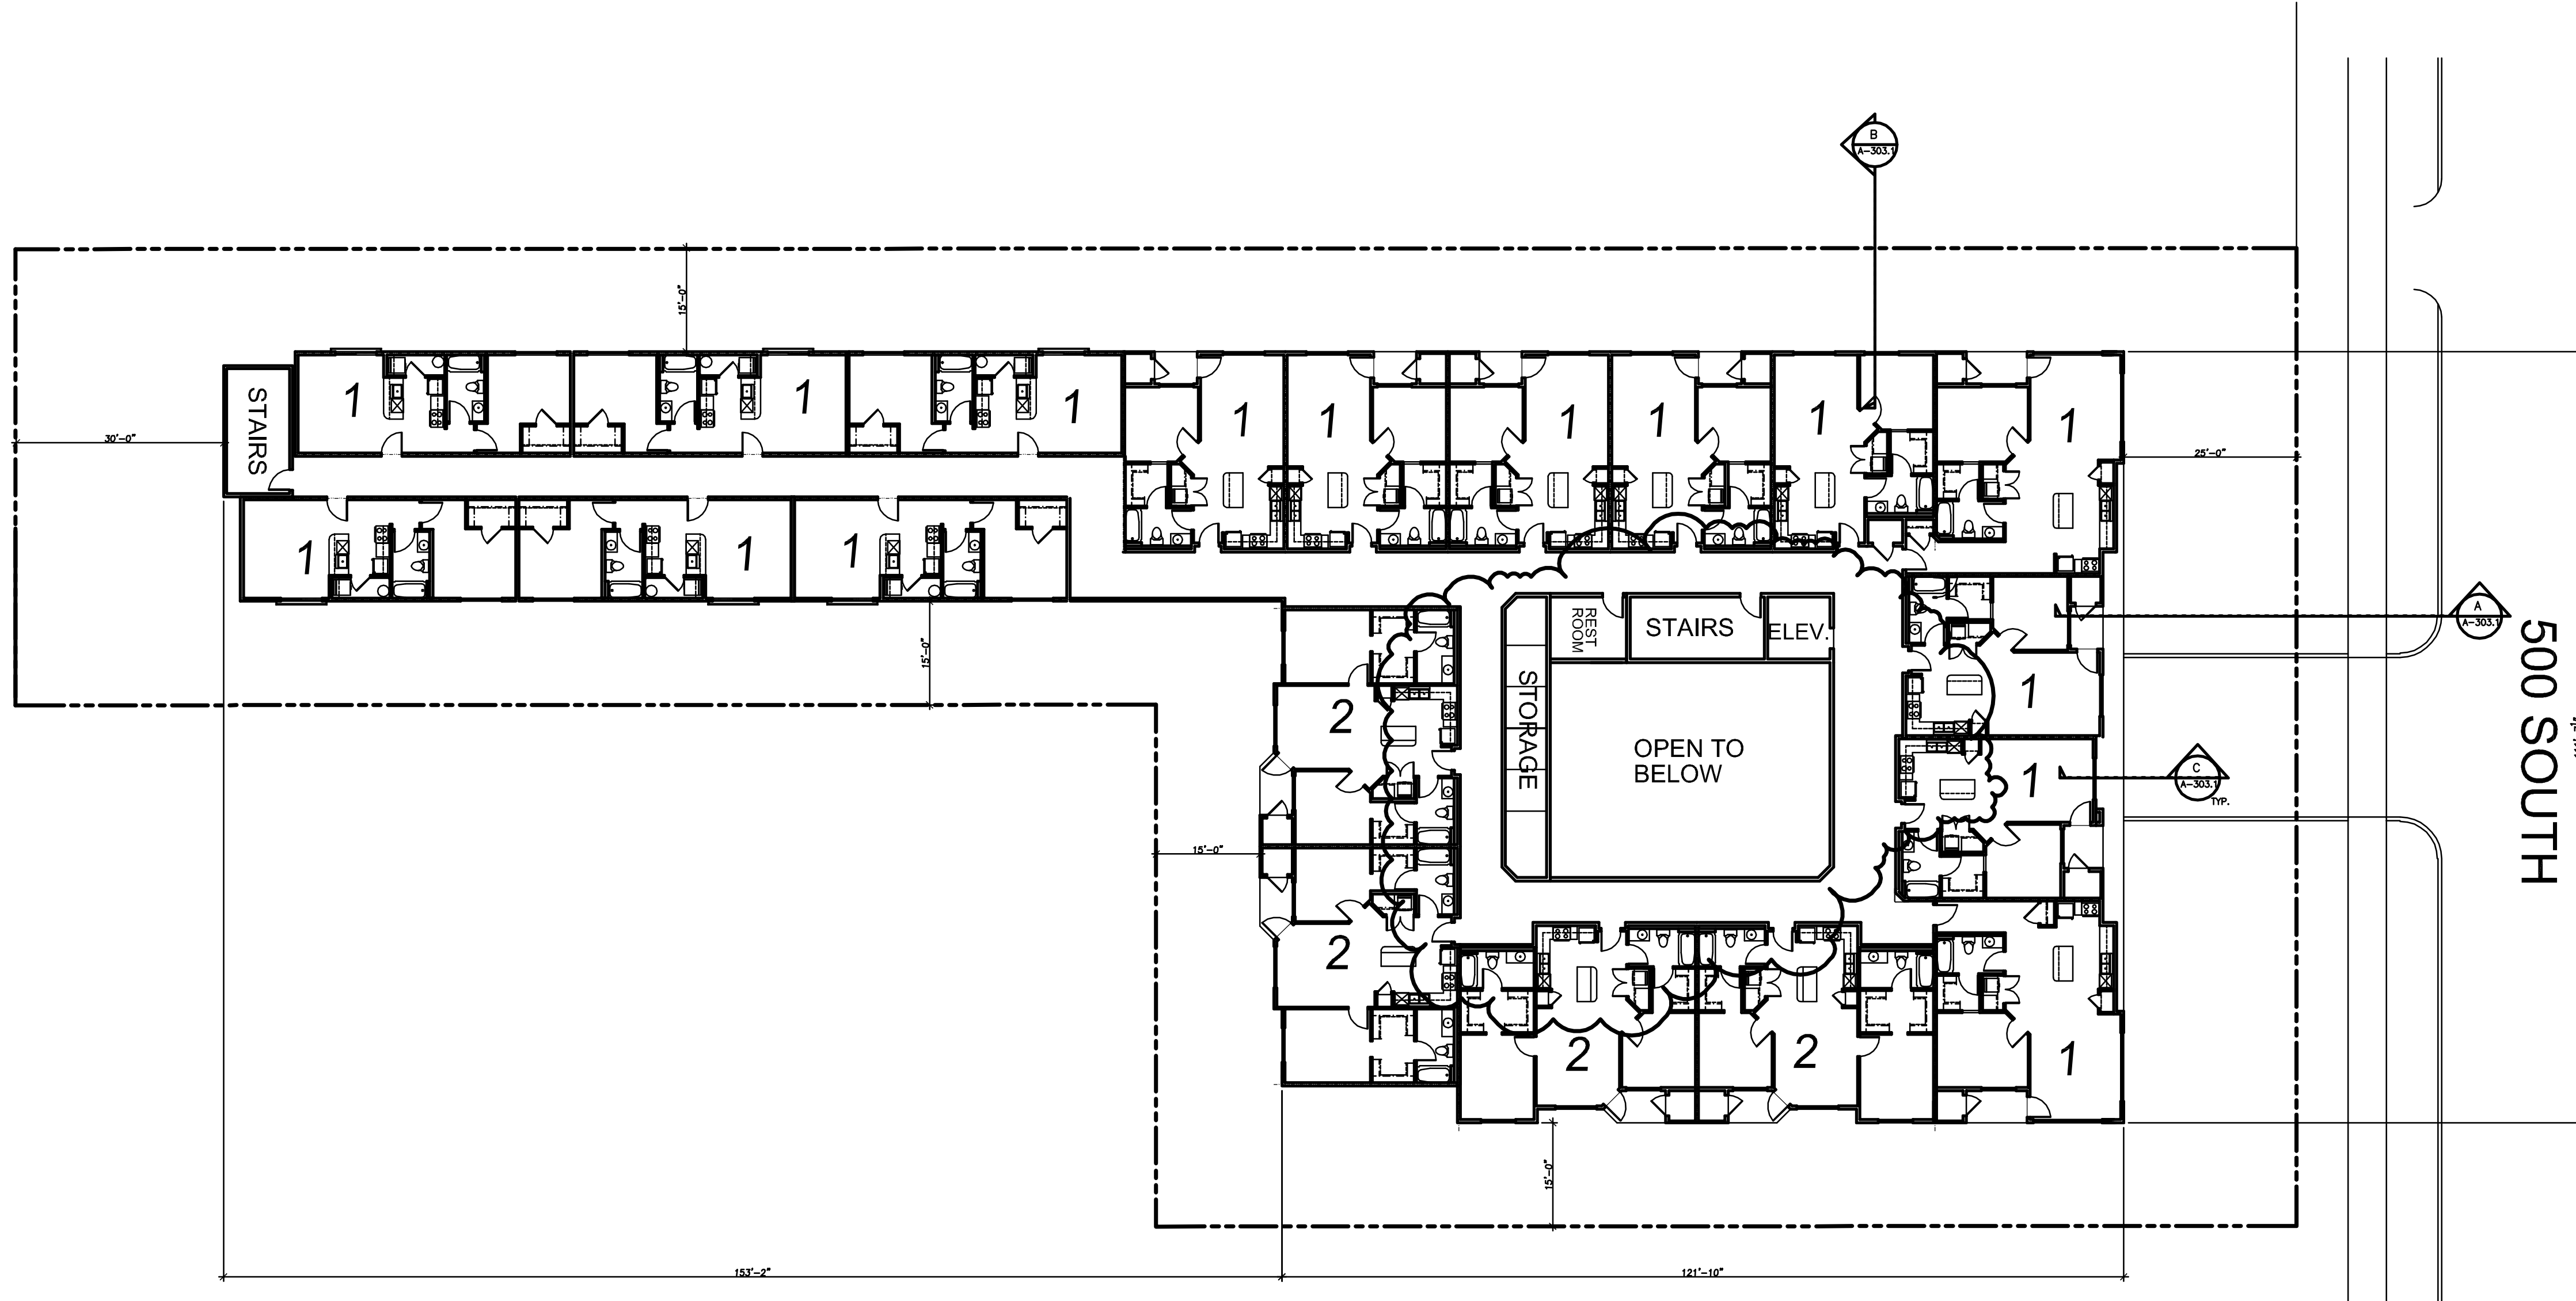 B
A-303.1
15'-0"
STAIRS
1
1
1
1
1
1
1
1
1
30'-0"
25'-0"
1
1
1
REST
ROOM
STAIRS
ELEV.
A
A-303.1
15'-0"
STORAGE
2
1
500 SOUTH
OPEN TO
BELOW
1
C
A-303.1
TYP.
15'-0"
2
2
2
1
15'-0"
153'-2"
121'-10"